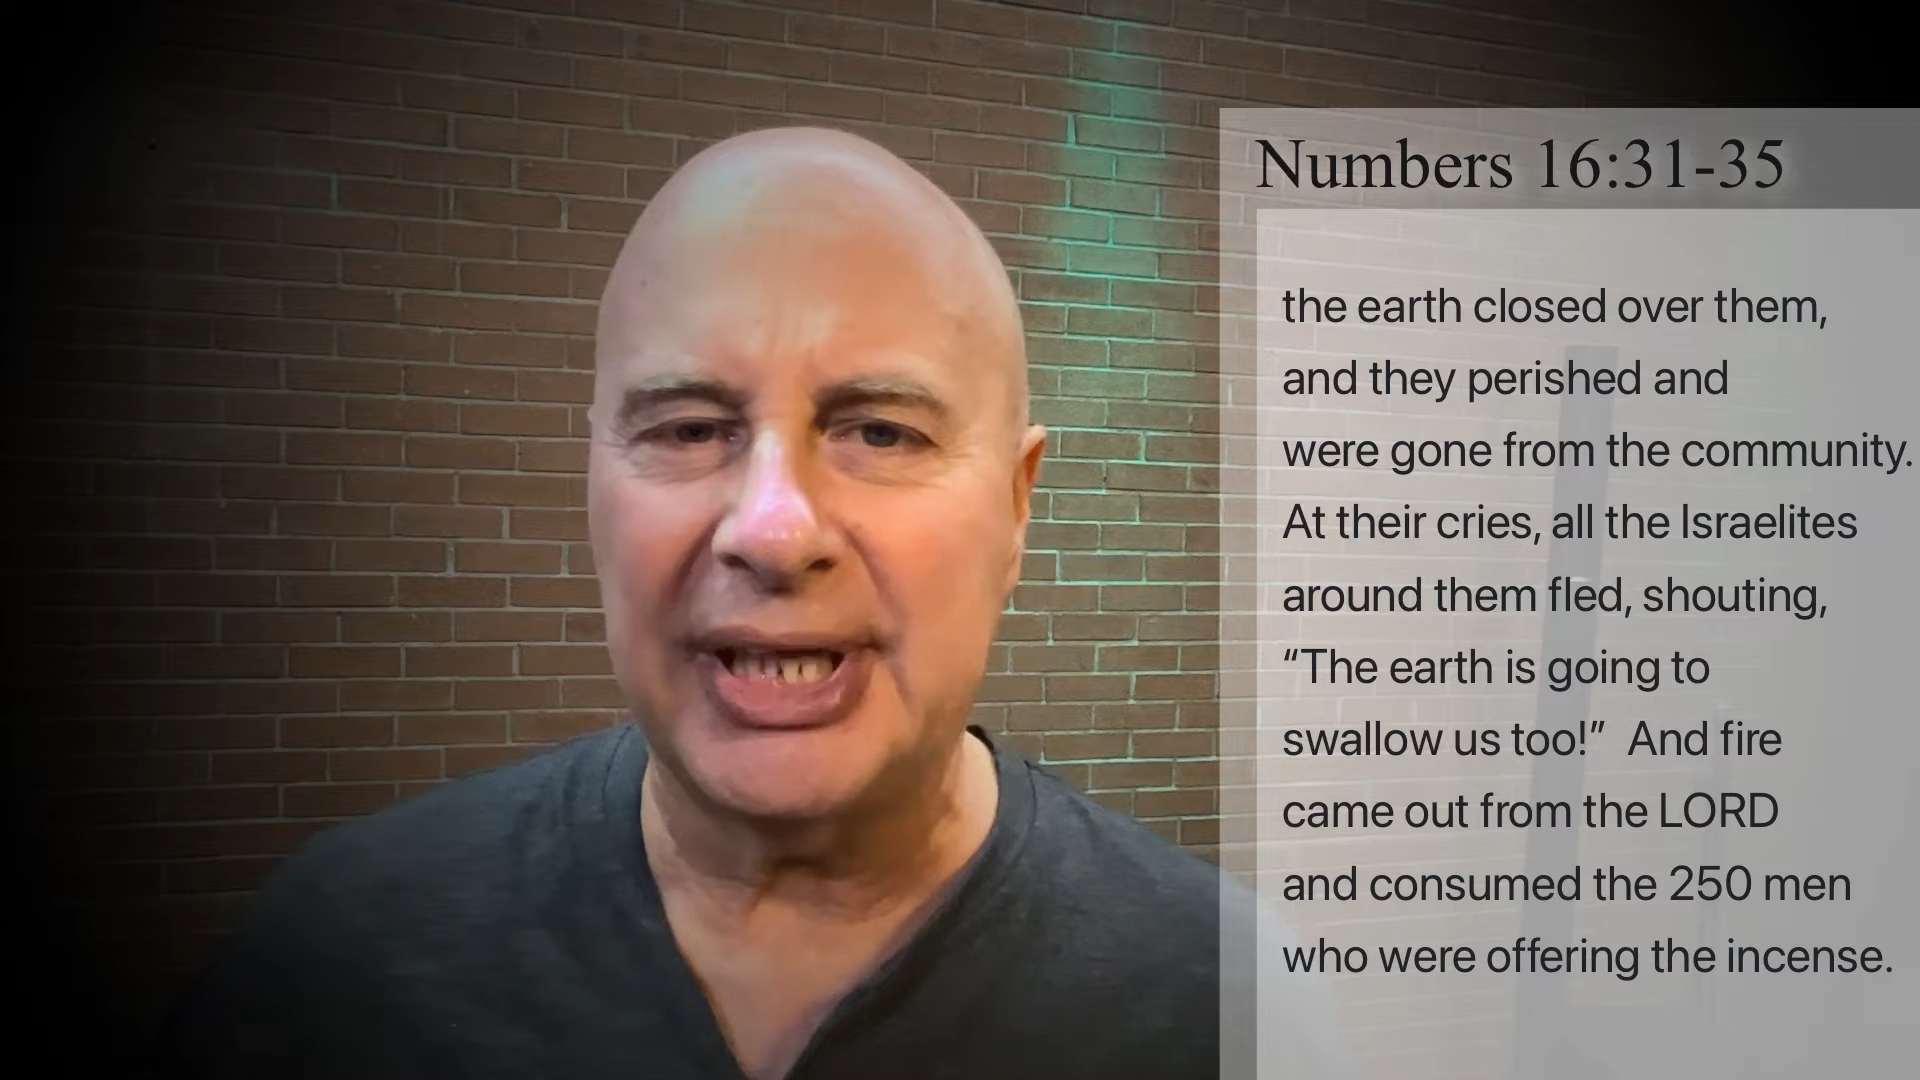 Numbers 16:31-35
the earth closed over them,
and they perished and
were gone from the community.
At their cries, all the Israelites
around them fled, shouting,
“The earth is going to
swallow us too!”  And fire
came out from the LORD
and consumed the 250 men
who were offering the incense.